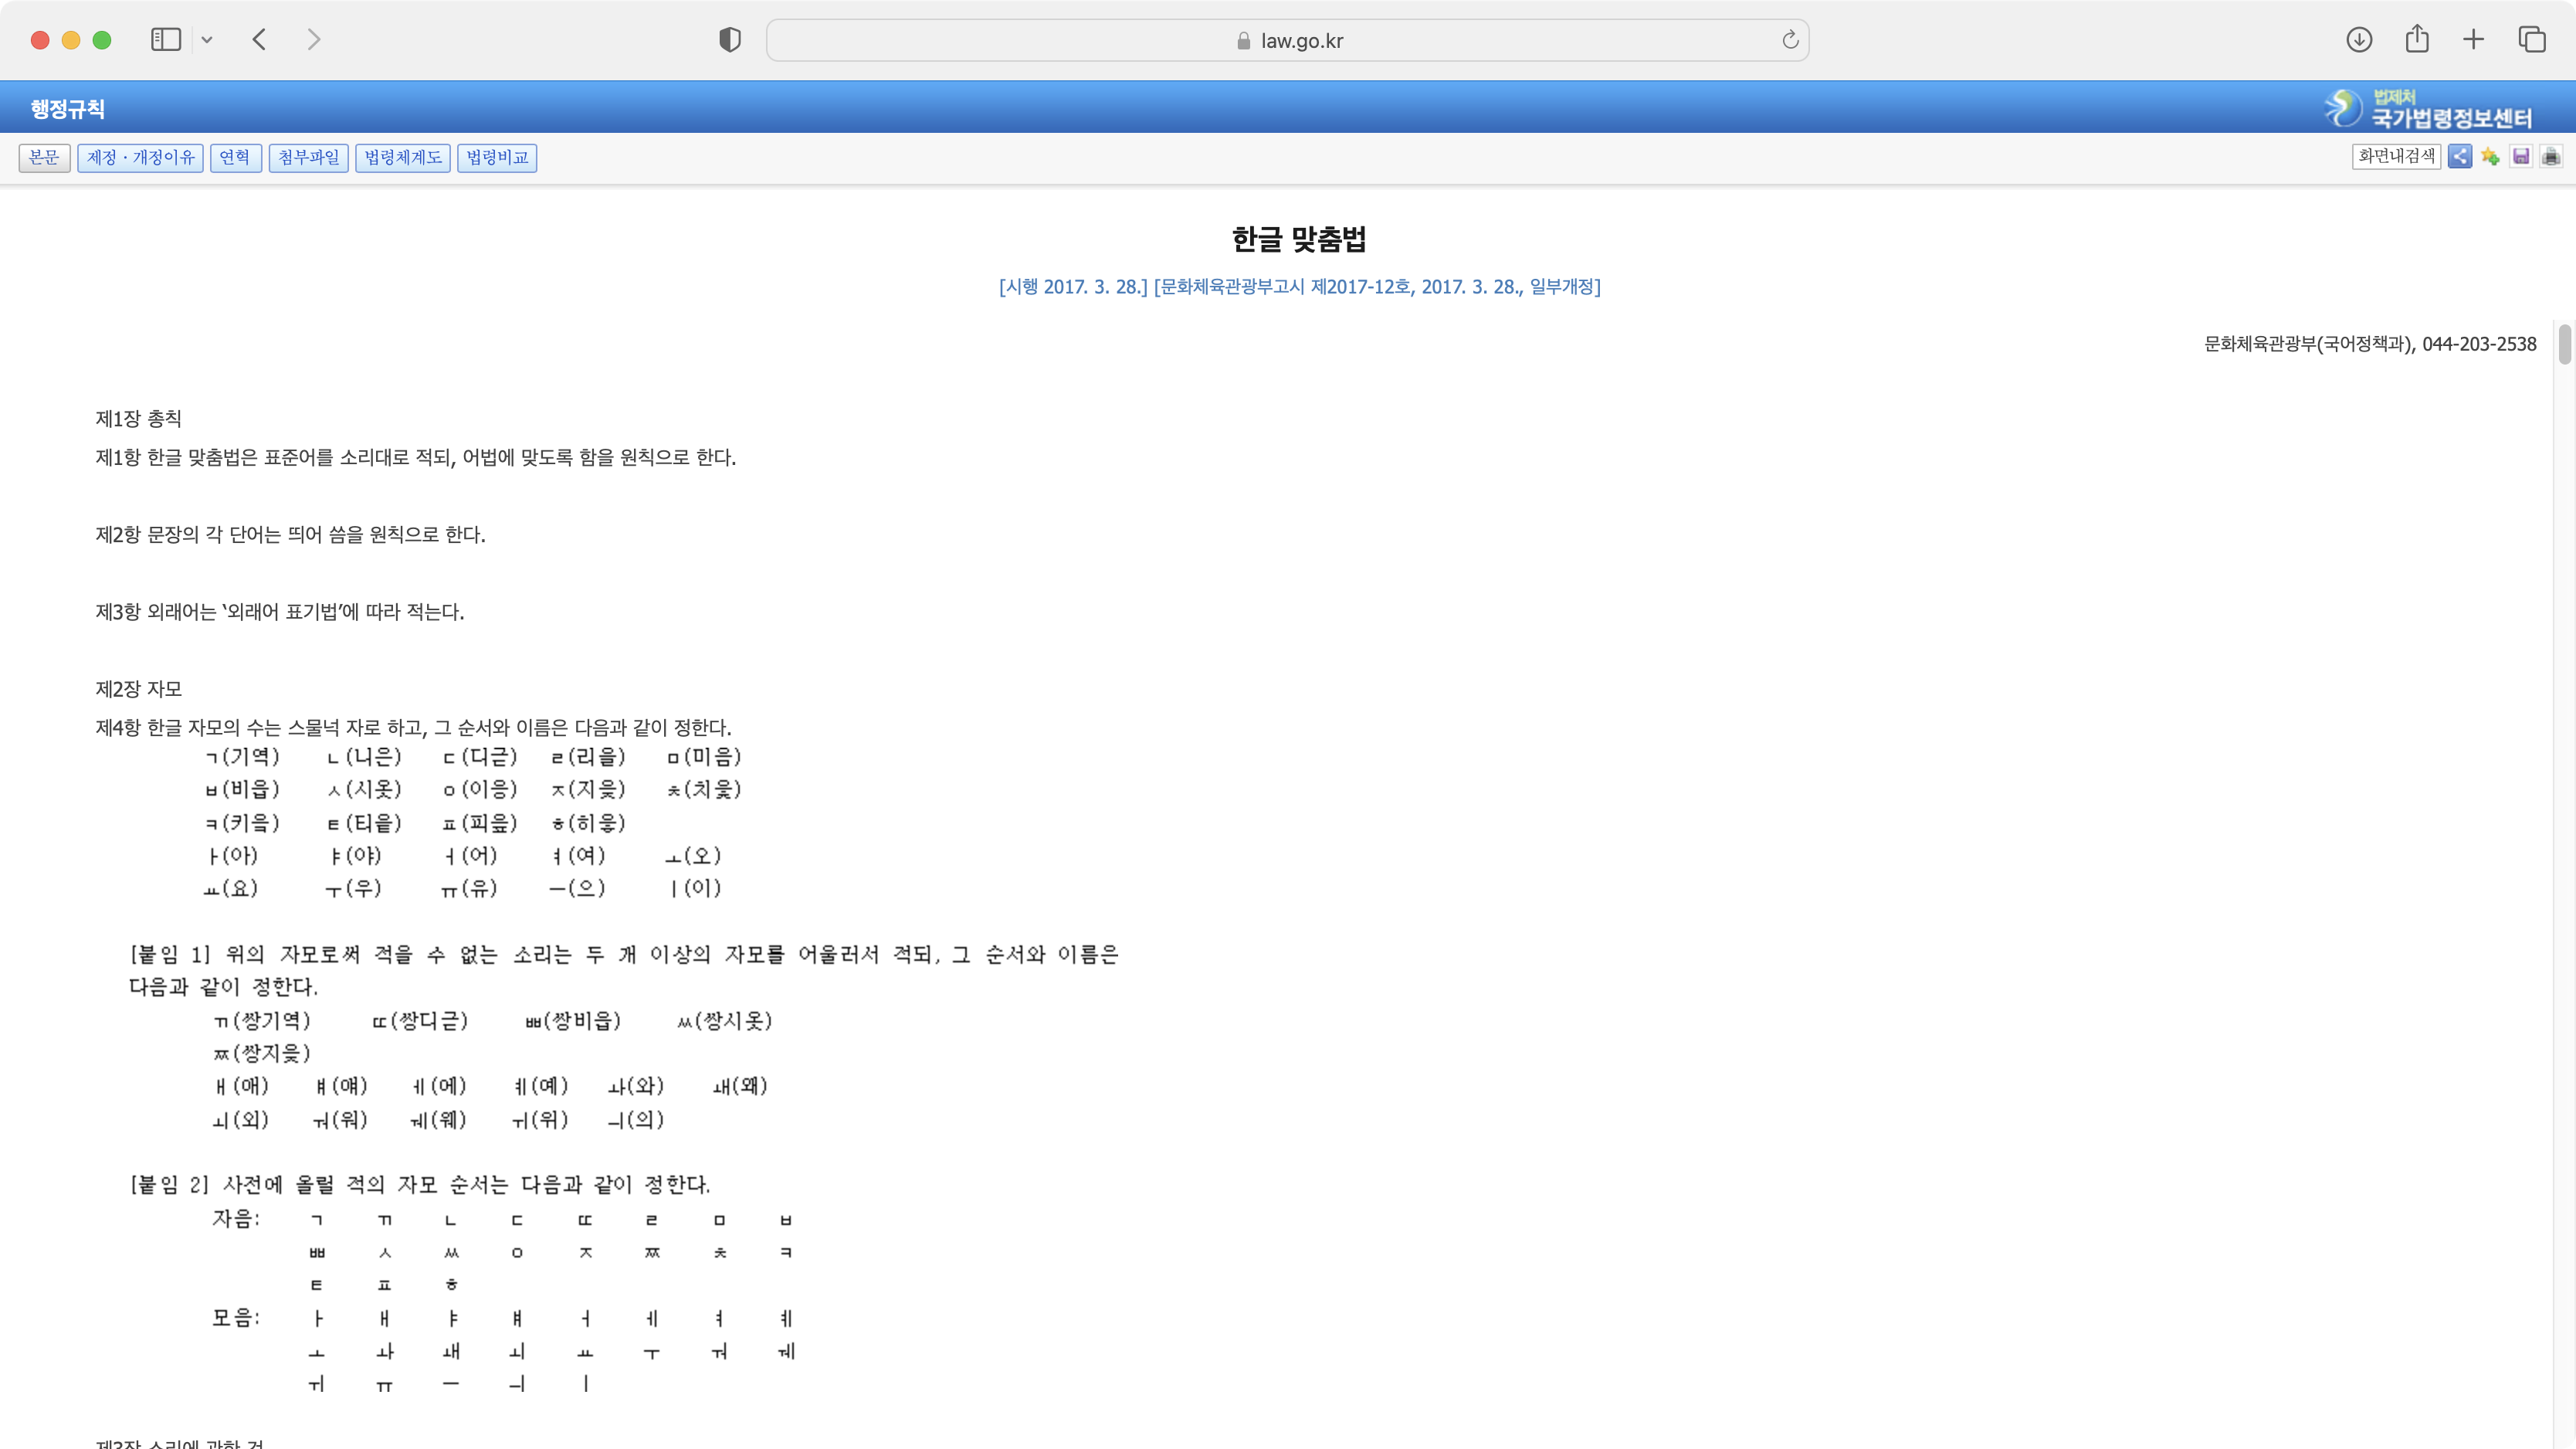 law.go.kr
행정규칙
법제처
국가법령정보센터
본문 제정·개정이유 연혁 첨부파일 법령체계도 법령비교 화면내검색
한글 맞춤법
[시행 2017. 3. 28.] [문화체육관광부고시 제2017-12호, 2017. 3. 28., 일부개정]
문화체육관광부(국어정책과), 044-203-2538
제1장 총칙
제1항 한글 맞춤법은 표준어를 소리대로 적되, 어법에 맞도록 함을 원칙으로 한다.
제2항 문장의 각 단어는 띄어 씀을 원칙으로 한다.
제3항 외래어는 ‘외래어 표기법’에 따라 적는다.
제2장 자모
제4항 한글 자모의 수는 스물넉 자로 하고, 그 순서와 이름은 다음과 같이 정한다.
ㄱ(기역) ㄴ(니은) ㄷ(디귿) ㄹ(리을) ㅁ(미음)
ㅂ(비읍) ㅅ(시옷) ㅇ(이응) ㅈ(지읒) ㅊ(치읓)
ㅋ(키읔) ㅌ(티읕) ㅍ(피읖) ㅎ(히읗)
ㅏ(아) ㅑ(야) ㅓ(어) ㅕ(여) ㅗ(오)
ㅛ(요) ㅜ(우) ㅠ(유) ㅡ(으) ㅣ(이)
[붙임 1] 위의 자모로써 적을 수 없는 소리는 두 개 이상의 자모를 어울러서 적되, 그 순서와 이름은
다음과 같이 정한다.
ㄲ(쌍기역) ㄸ(쌍디귿) ㅃ(쌍비읍) ㅆ(쌍시옷)
ㅉ(쌍지읒)
ㅐ(애) ㅒ(얘) ㅔ(에) ㅖ(예) ㅘ(와) ㅙ(왜)
ㅚ(외) ㅝ(워) ㅞ(웨) ㅟ(위) ㅢ(의)
[붙임 2] 사전에 올릴 적의 자모 순서는 다음과 같이 정한다.
자음: ㄱ ㄲ ㄴ ㄷ ㄸ ㄹ ㅁ ㅂ
ㅃ ㅅ ㅆ ㅇ ㅈ ㅉ ㅊ ㅋ
ㅌ ㅍ ㅎ
모음: ㅏ ㅐ ㅑ ㅒ ㅓ ㅔ ㅕ ㅖ
ㅗ ㅘ ㅙ ㅚ ㅛ ㅜ ㅝ ㅞ
ㅟ ㅠ ㅡ ㅢ ㅣ
제3장 소리에 관한 것